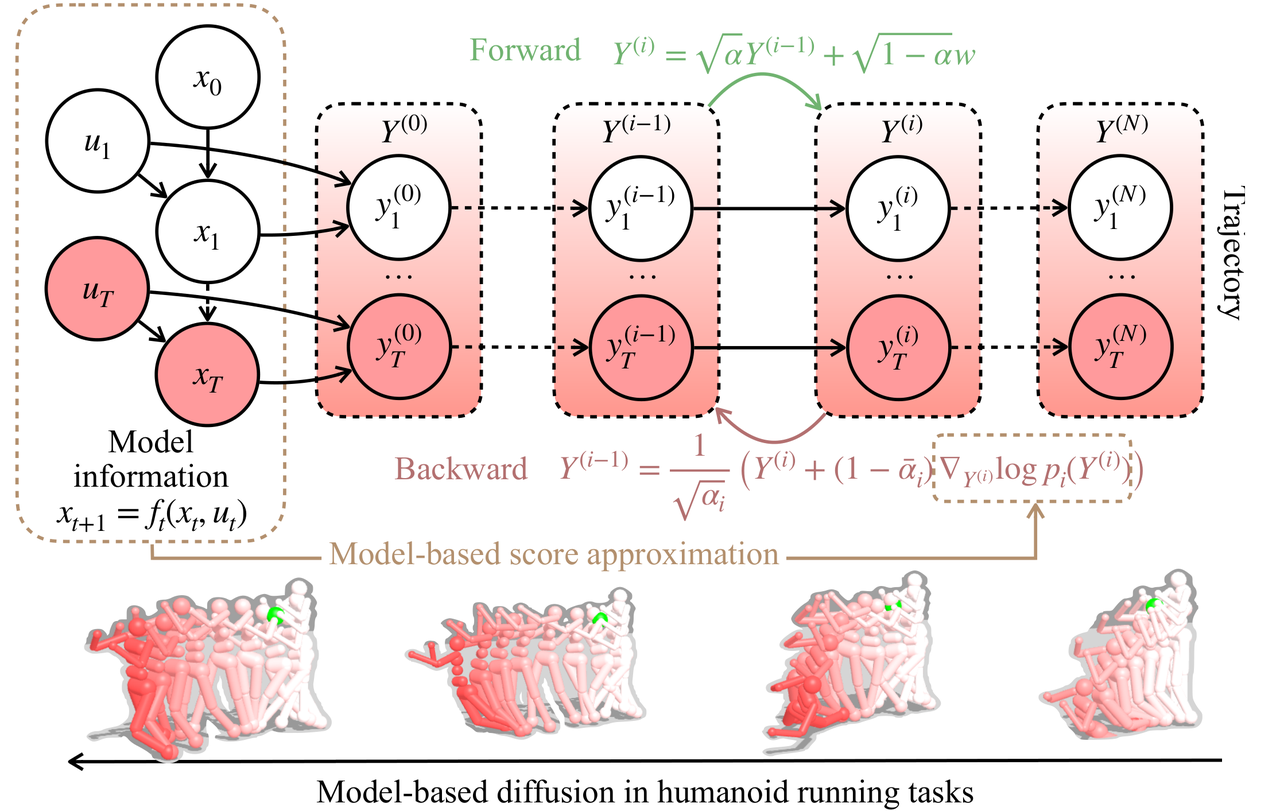 Forward $Y^{(i)} = \sqrt{\alpha} Y^{(i-1)} + \sqrt{1-\alpha} w$
$x_0$
$u_1$
$x_1$
$u_T$
$x_T$
Model
information
$x_{t+1} = f_t(x_t, u_t)$
$Y^{(0)}$
$y_1^{(0)}$
...
$y_T^{(0)}$
$Y^{(i-1)}$
$y_1^{(i-1)}$
...
$y_T^{(i-1)}$
$Y^{(i)}$
$y_1^{(i)}$
...
$y_T^{(i)}$
$Y^{(N)}$
$y_1^{(N)}$
...
$y_T^{(N)}$
Trajectory
Backward $Y^{(i-1)} = \frac{1}{\sqrt{\alpha_i}} \left( Y^{(i)} + (1 - \bar{\alpha}_i) \nabla_{Y^{(i)}} \log p_i(Y^{(i)}) \right)$
Model-based score approximation
Model-based diffusion in humanoid running tasks